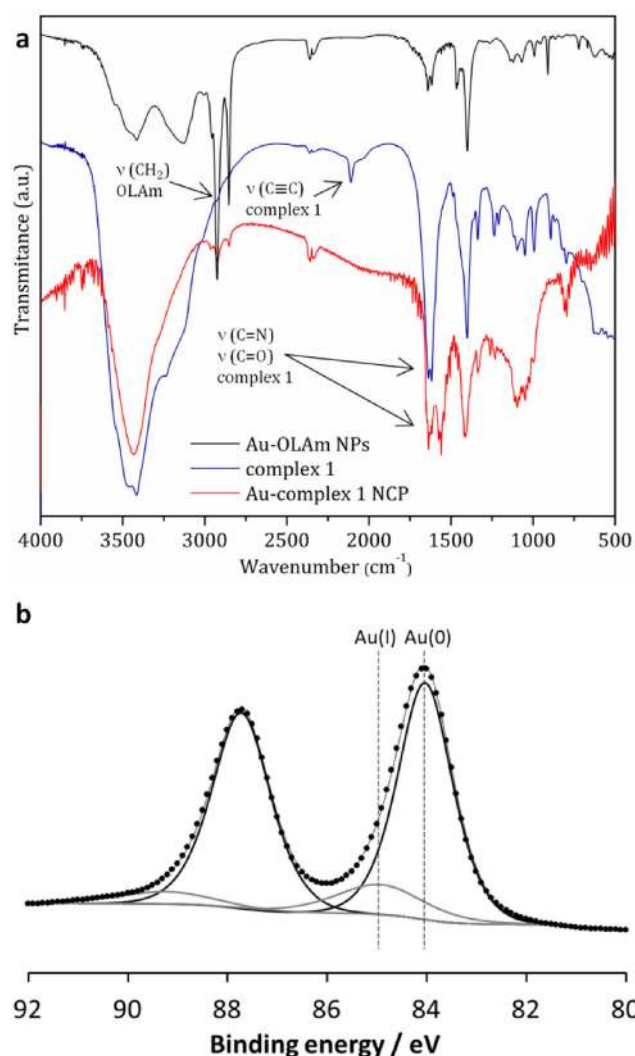 a
Transmitance (a.u.)
ν (CH₂)
OLAm
ν (C≡C)
complex 1
ν (C=N)
ν (C=O)
complex 1
Au-OLAm NPs
complex 1
Au-complex 1 NCP
4000 3500 3000 2500 2000 1500 1000 500
Wavenumber (cm⁻¹)
b
Au(I) Au(0)
92 90 88 86 84 82 80
Binding energy / eV